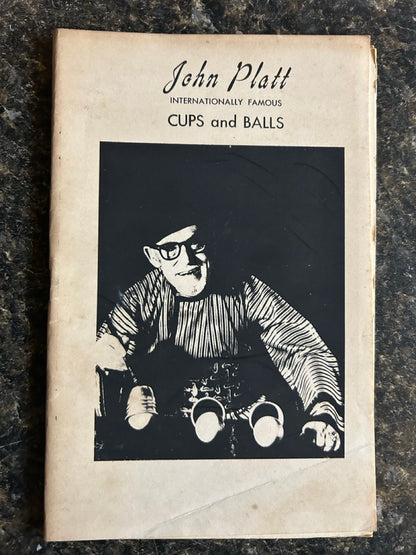 John Platt
INTERNATIONALLY FAMOUS
CUPS and BALLS